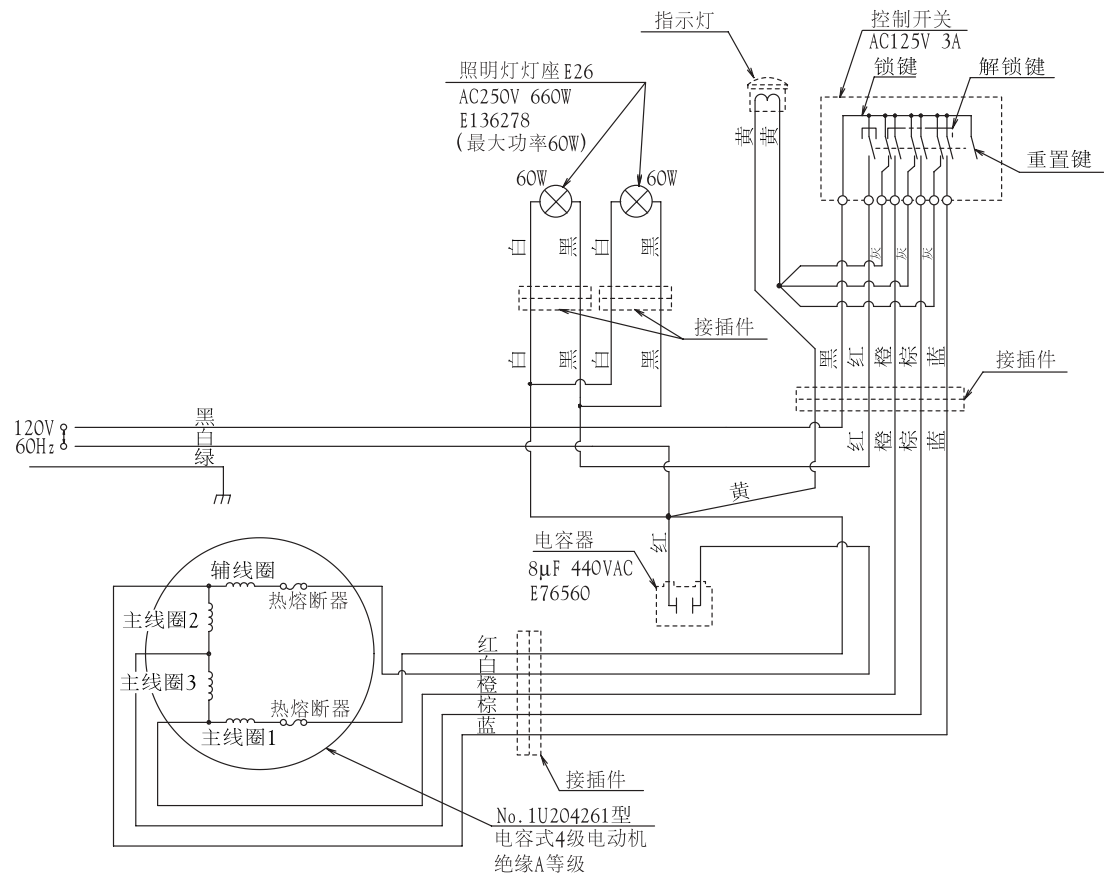 指示灯
控制开关
AC125V 3A
锁键
解锁键
重置键
照明灯灯座E26
AC250V 660W
E136278
(最大功率60W)
60W
60W
黄
黄
白
黑
白
黑
灰
灰
灰
接插件
白
黑
白
黑
黑
红
橙
棕
蓝
接插件
120V
60Hz
黑
白
绿
红
橙
棕
蓝
黄
红
电容器
8μF 440VAC
E76560
辅线圈
热熔断器
主线圈2
主线圈3
热熔断器
主线圈1
红
白
橙
棕
蓝
接插件
No.1U204261型
电容式4级电动机
绝缘A等级